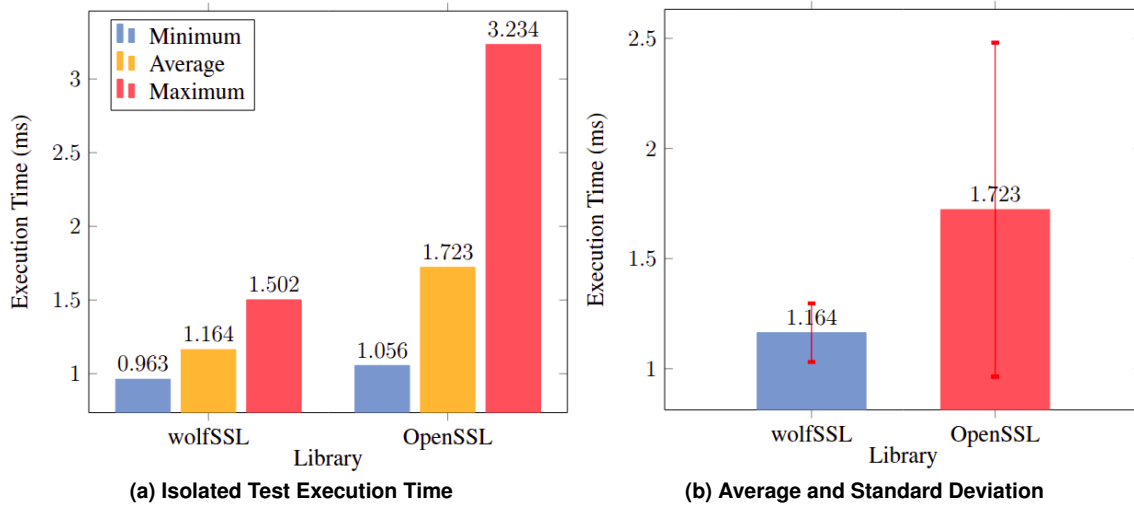 Minimum
Average
Maximum
3.234
1.723
1.502
1.164
1.056
0.963
3
2.5
2
1.5
1
Execution Time (ms)
wolfSSL
OpenSSL
Library
(a) Isolated Test Execution Time
2.5
2
1.5
1
Execution Time (ms)
1.723
1.164
wolfSSL
OpenSSL
Library
(b) Average and Standard Deviation